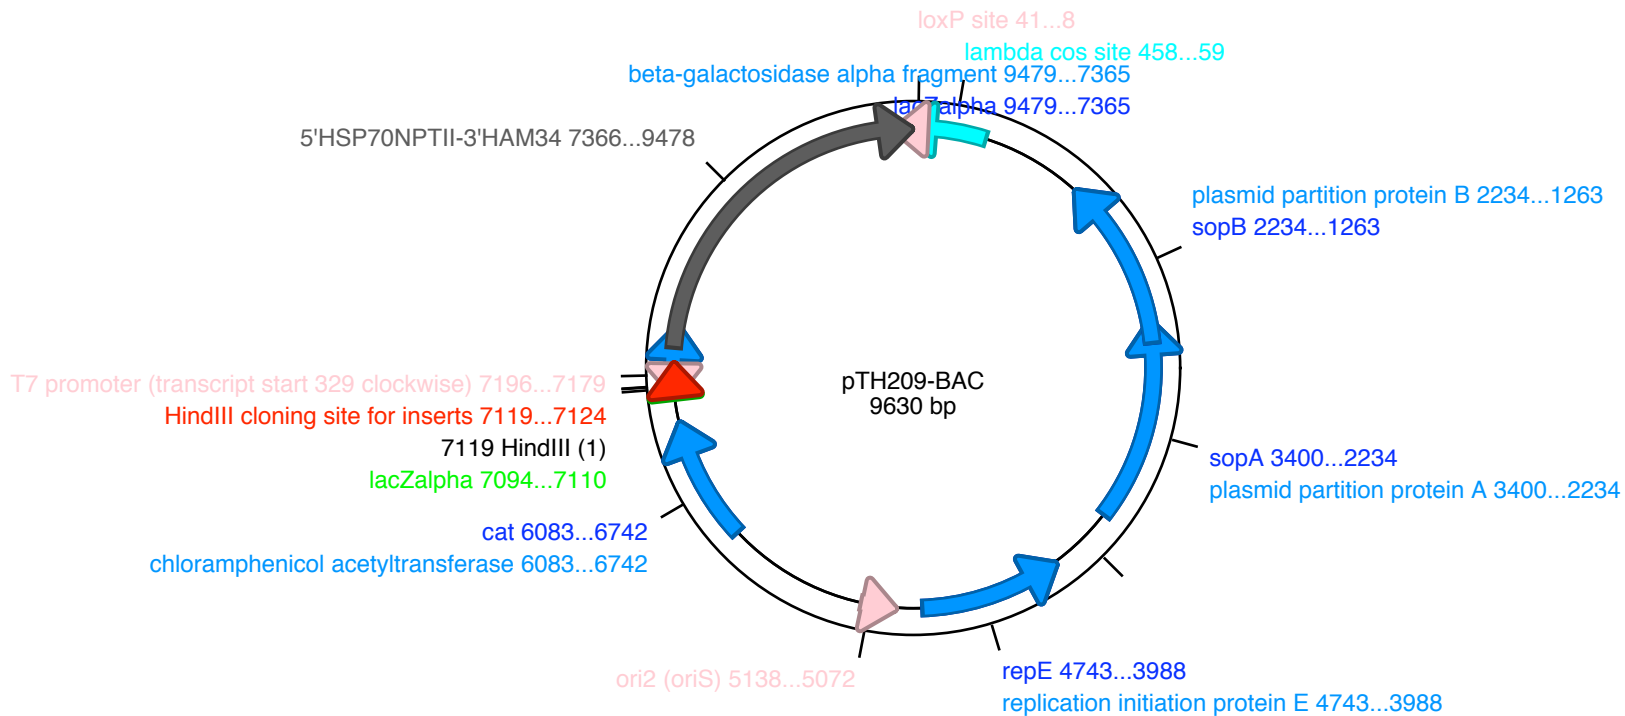 loxP site 41...8
lambda cos site 458...59
beta-galactosidase alpha fragment 9479...7365
lacZalpha 9479...7365
5'HSP70NPTII-3'HAM34 7366...9478
plasmid partition protein B 2234...1263
sopB 2234...1263
T7 promoter (transcript start 329 clockwise) 7196...7179
HindIII cloning site for inserts 7119...7124
7119 HindIII (1)
lacZalpha 7094...7110
pTH209-BAC
9630 bp
sopA 3400...2234
plasmid partition protein A 3400...2234
cat 6083...6742
chloramphenicol acetyltransferase 6083...6742
ori2 (oriS) 5138...5072
repE 4743...3988
replication initiation protein E 4743...3988